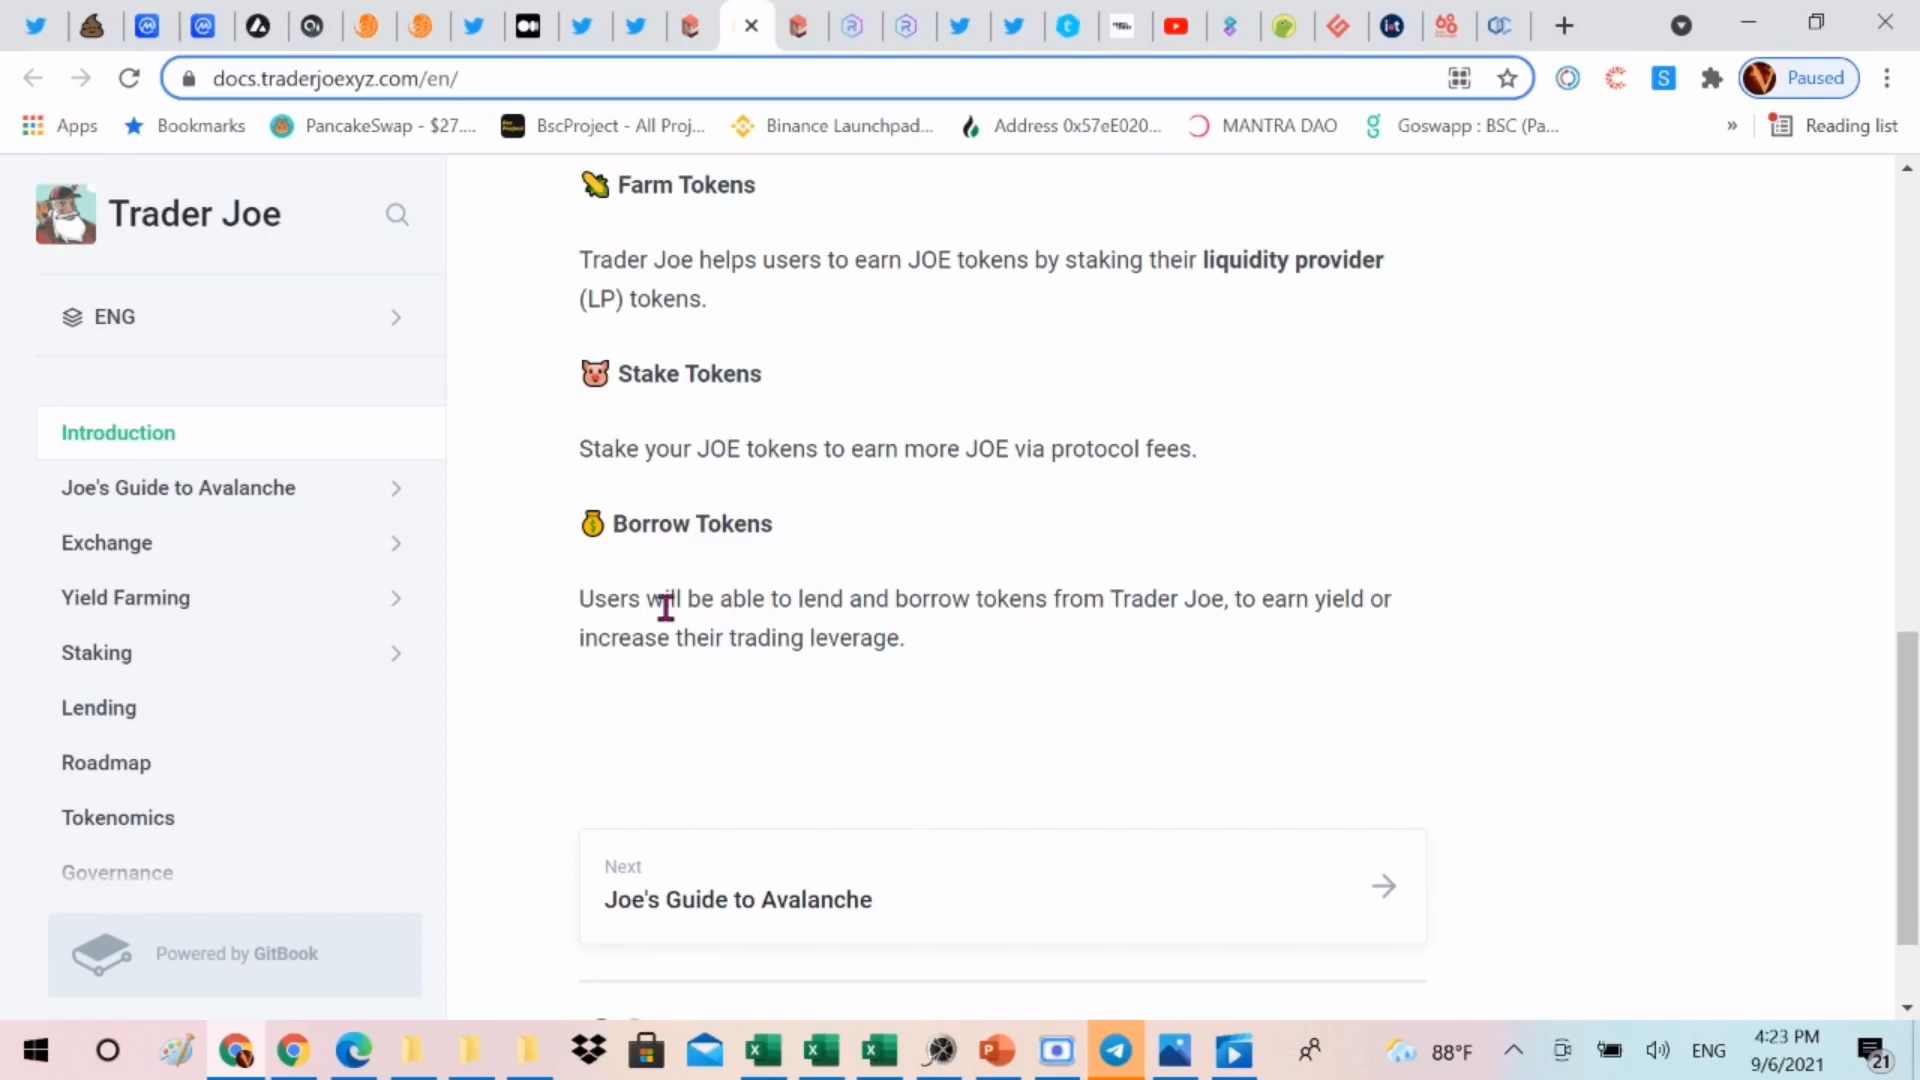 docs.traderjoexyz.com/en/
Paused
Apps
Bookmarks
PancakeSwap - $27....
BscProject - All Proj...
Binance Launchpad...
Address 0x57eE020...
MANTRA DAO
Goswapp : BSC (Pa...
»
Reading list
Trader Joe
ENG
Introduction
Joe's Guide to Avalanche
Exchange
Yield Farming
Staking
Lending
Roadmap
Tokenomics
Governance
Powered by GitBook
Farm Tokens
Trader Joe helps users to earn JOE tokens by staking their liquidity provider
(LP) tokens.
Stake Tokens
Stake your JOE tokens to earn more JOE via protocol fees.
Borrow Tokens
Users will be able to lend and borrow tokens from Trader Joe, to earn yield or
increase their trading leverage.
Next
Joe's Guide to Avalanche
88°F
ENG
4:23 PM
9/6/2021
21